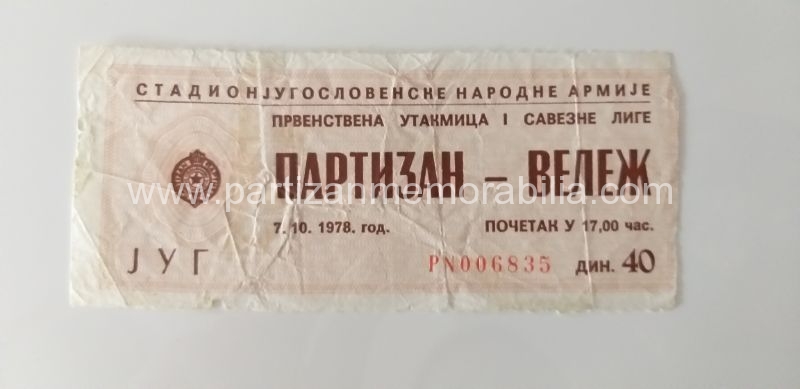 СТАДИОН ЈУГОСЛОВЕНСКЕ НАРОДНЕ АРМИЈЕ
ПРВЕНСТВЕНА УТАКМИЦА I САВЕЗНЕ ЛИГЕ
ПАРТИЗАН – ВЕЛЕЖ
www.partizanmemorabilia.com
7. 10. 1978. год. ПОЧЕТАК У 17,00 час.
ЈУГ PN006835 ДИН. 40